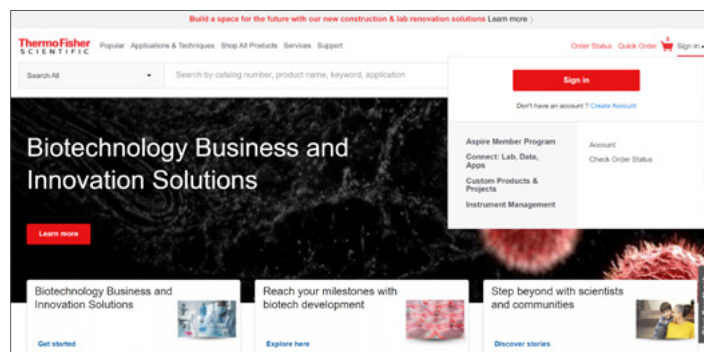 Build a space for the future with our new construction & lab renovation solutions Learn more
ThermoFisher
SCIENTIFIC
Popular Applications & Techniques Shop All Products Services Support
Order Status Quick Order Sign in
Search All
Search by catalog number, product name, keyword, application
Sign in
Don't have an account ? Create Account
Aspire Member Program
Connect: Lab, Data,
Apps
Custom Products &
Projects
Instrument Management
Account
Check Order Status
Biotechnology Business and
Innovation Solutions
Learn more
Biotechnology Business and
Innovation Solutions
Get started
Reach your milestones with
biotech development
Explore here
Step beyond with scientists
and communities
Discover stories